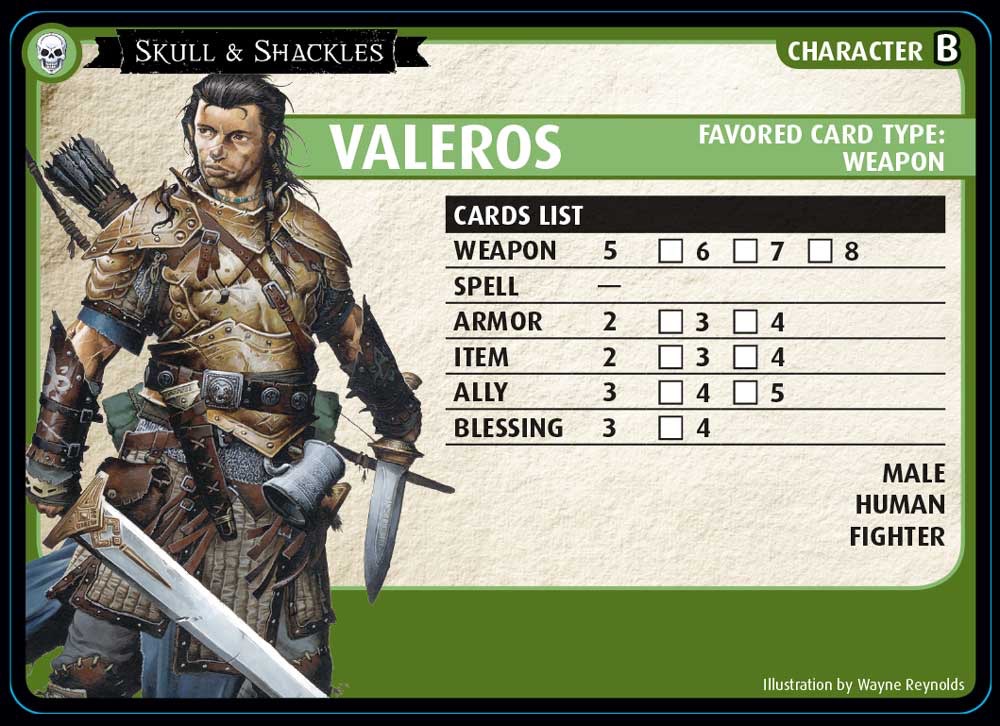 SKULL & SHACKLES
CHARACTER B
VALEROS
FAVORED CARD TYPE:
WEAPON
CARDS LIST
WEAPON 5 ☐ 6 ☐ 7 ☐ 8
SPELL —
ARMOR 2 ☐ 3 ☐ 4
ITEM 2 ☐ 3 ☐ 4
ALLY 3 ☐ 4 ☐ 5
BLESSING 3 ☐ 4
MALE
HUMAN
FIGHTER
Illustration by Wayne Reynolds